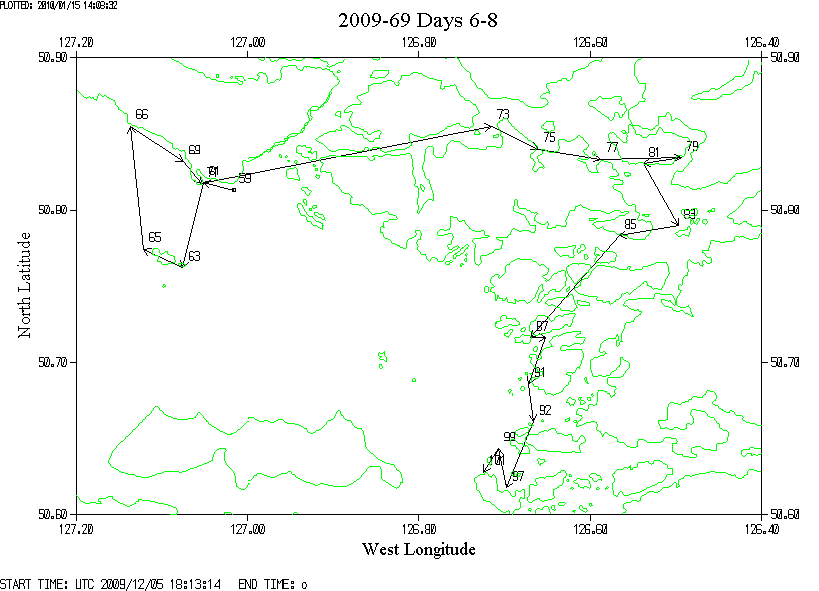 PLOTTED: 2010/01/15 14:09:32
2009-69 Days 6-8
127.20 127.00 126.80 126.60 126.40
50.90 50.90
66 73
75
69 77 81 79
59
50.80 50.80
85
65 63
North Latitude
50.70 50.70
91
92
99
97
50.60 50.60
127.20 127.00 126.80 126.60 126.40
West Longitude
START TIME: UTC 2009/12/05 18:13:14 END TIME: 0